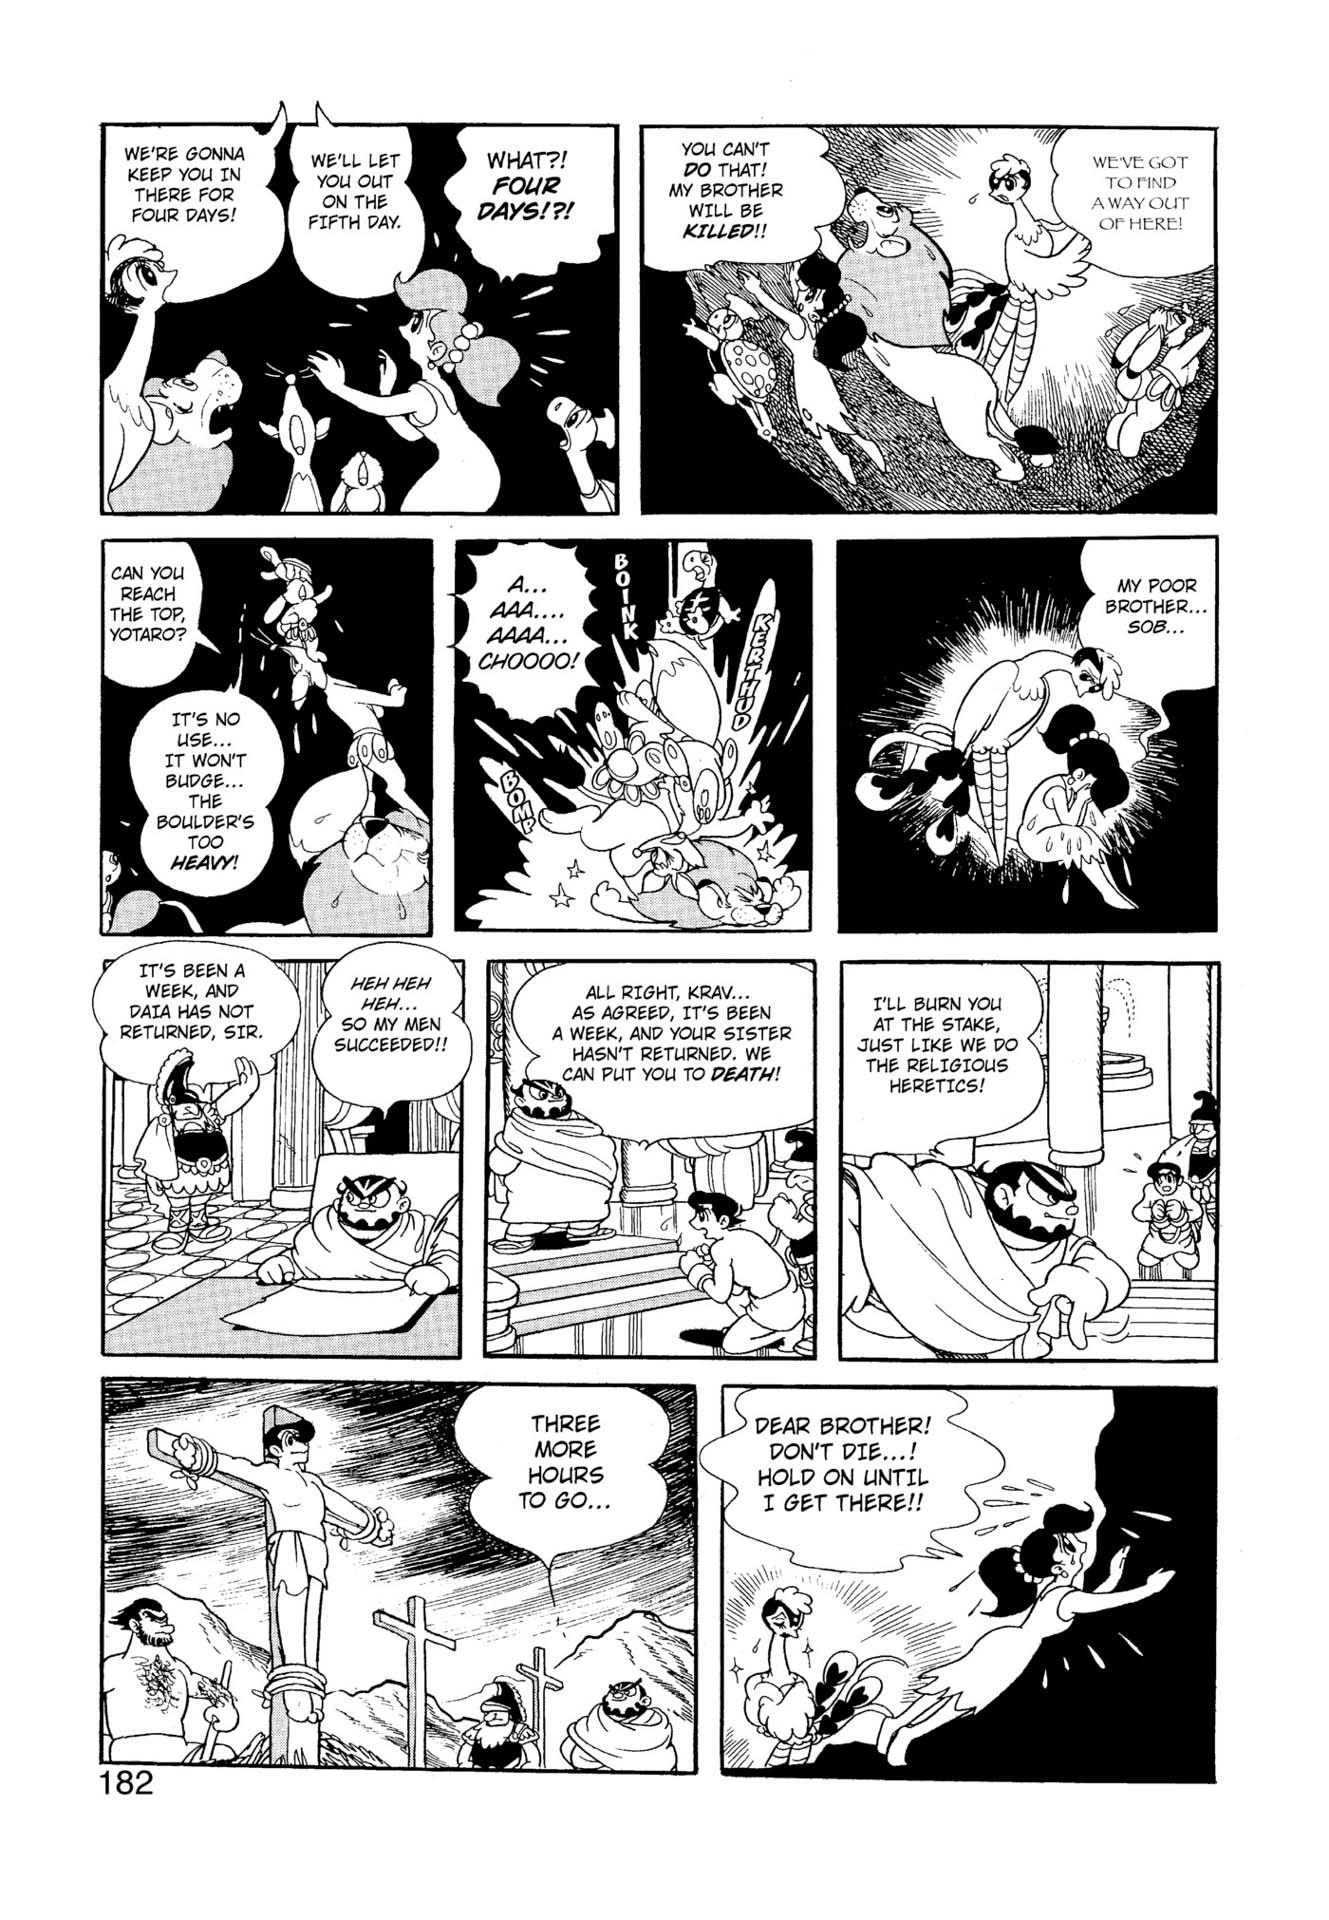 WE'RE GONNA
KEEP YOU IN
THERE FOR
FOUR DAYS!
WE'LL LET
YOU OUT
ON THE
FIFTH DAY.
WHAT?!
FOUR
DAYS!?!
YOU CAN'T
DO THAT!
MY BROTHER
WILL BE
KILLED!!
WE'VE GOT
TO FIND
A WAY OUT
OF HERE!
CAN YOU
REACH
THE TOP,
YOTARO?
IT'S NO
USE...
IT WON'T
BUDGE...
THE
BOULDER'S
TOO
HEAVY!
A...
AAA....
AAAA...
CHOOOO!
BOINK
KERTHUD
BOMP
MY POOR
BROTHER...
SOB...
IT'S BEEN A
WEEK, AND
DAIA HAS NOT
RETURNED, SIR.
HEH HEH
HEH...
SO MY MEN
SUCCEEDED!!
ALL RIGHT, KRAV...
AS AGREED, IT'S BEEN
A WEEK, AND YOUR SISTER
HASN'T RETURNED. WE
CAN PUT YOU TO DEATH!
I'LL BURN YOU
AT THE STAKE,
JUST LIKE WE DO
THE RELIGIOUS
HERETICS!
THREE
MORE
HOURS
TO GO...
DEAR BROTHER!
DON'T DIE...!
HOLD ON UNTIL
I GET THERE!!
182